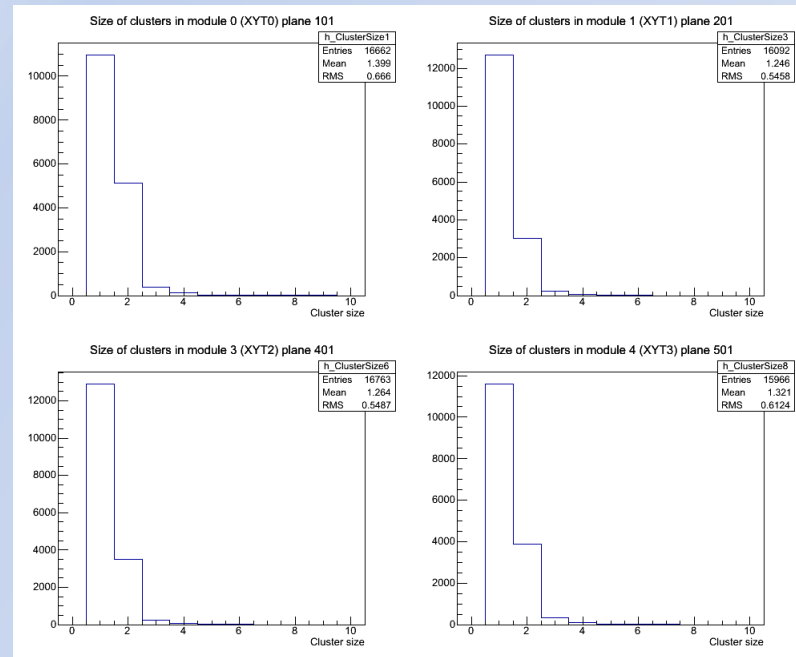 Size of clusters in module 0 (XYT0) plane 101
h_ClusterSize1
Entries 16662
Mean 1.399
RMS 0.666
10000
8000
6000
4000
2000
0
0 2 4 6 8 10
Cluster size
Size of clusters in module 1 (XYT1) plane 201
h_ClusterSize3
Entries 16092
Mean 1.246
RMS 0.5458
12000
10000
8000
6000
4000
2000
0
0 2 4 6 8 10
Cluster size
Size of clusters in module 3 (XYT2) plane 401
h_ClusterSize6
Entries 16763
Mean 1.264
RMS 0.5487
12000
10000
8000
6000
4000
2000
0
0 2 4 6 8 10
Cluster size
Size of clusters in module 4 (XYT3) plane 501
h_ClusterSize8
Entries 15966
Mean 1.321
RMS 0.6124
12000
10000
8000
6000
4000
2000
0
0 2 4 6 8 10
Cluster size